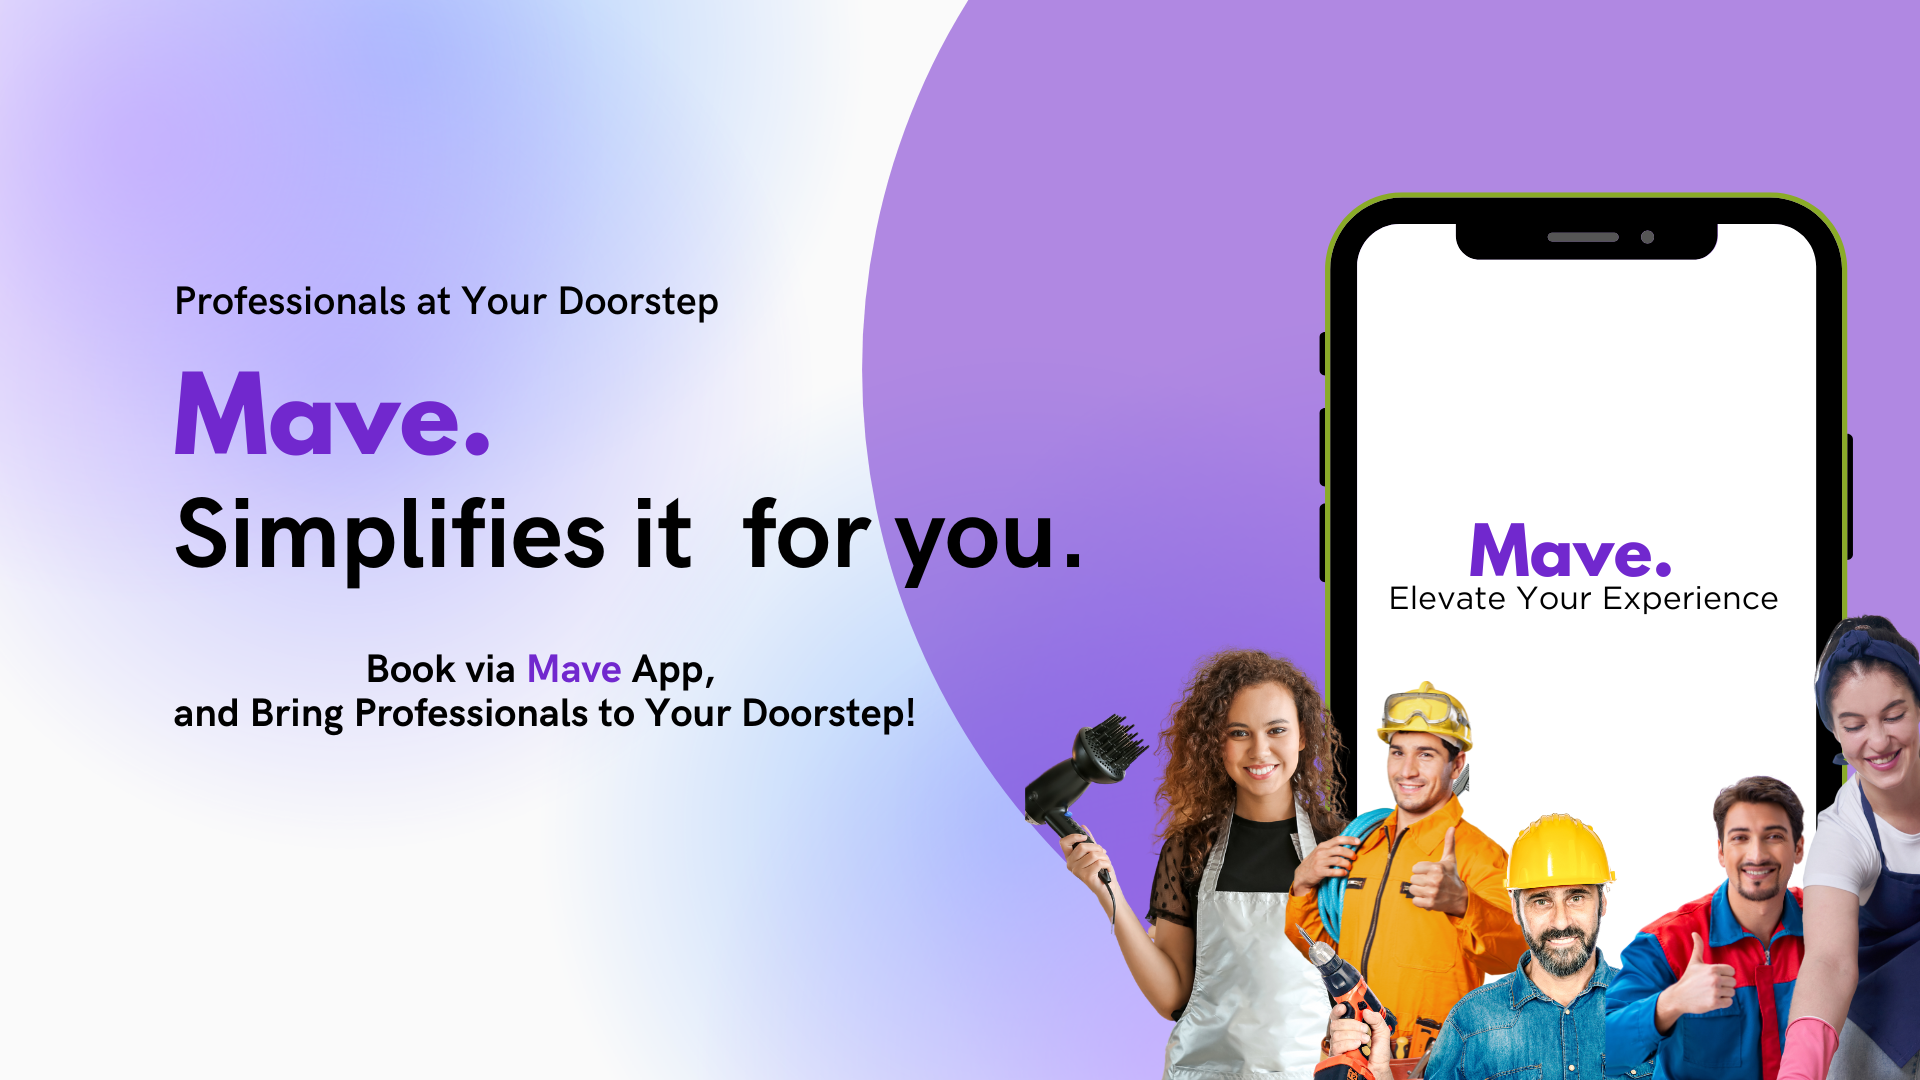 Professionals at Your Doorstep
Mave.
Simplifies it for you.
Book via Mave App,
and Bring Professionals to Your Doorstep!
Mave.
Elevate Your Experience